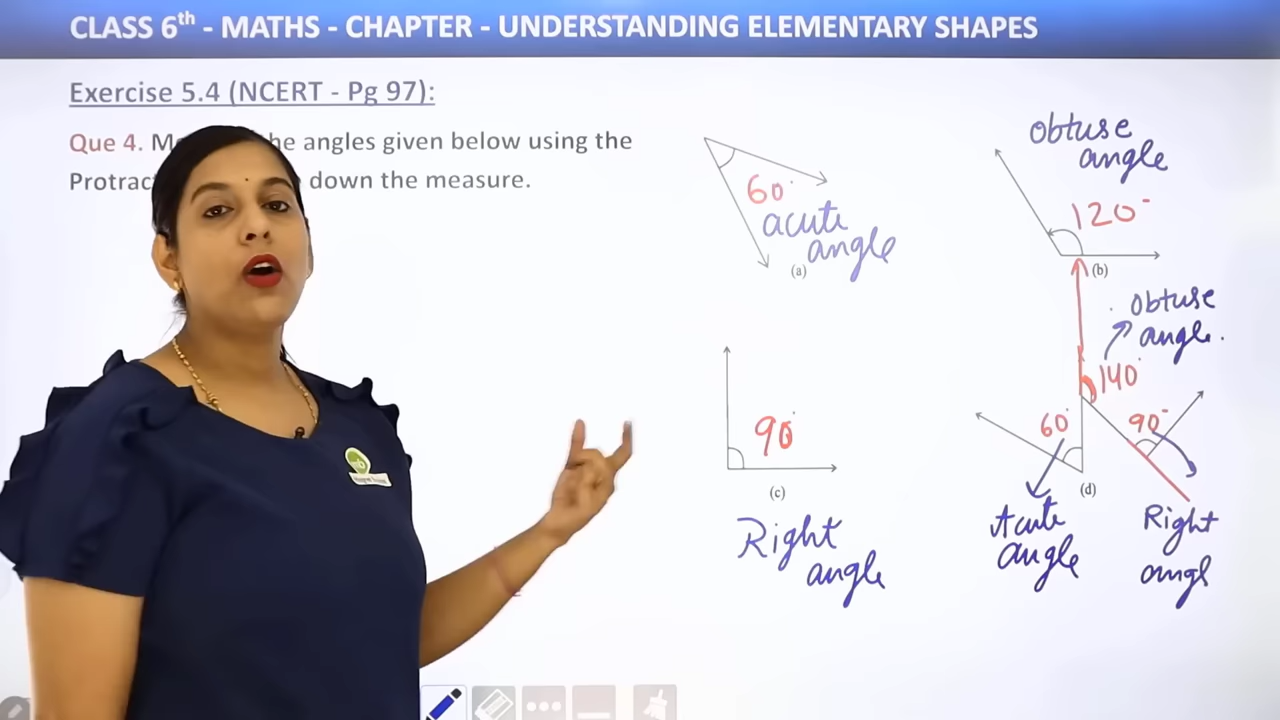 CLASS 6th - MATHS - CHAPTER - UNDERSTANDING ELEMENTARY SHAPES
Exercise 5.4 (NCERT - Pg 97):
Que 4. M he angles given below using the
Protrac down the measure.
60°
acute
angle
(a)
Obtuse
angle
120°
(b)
90°
(c)
Right
angle
obtuse
angle.
140°
60°
90°
(d)
Acute
angle
Right
angl